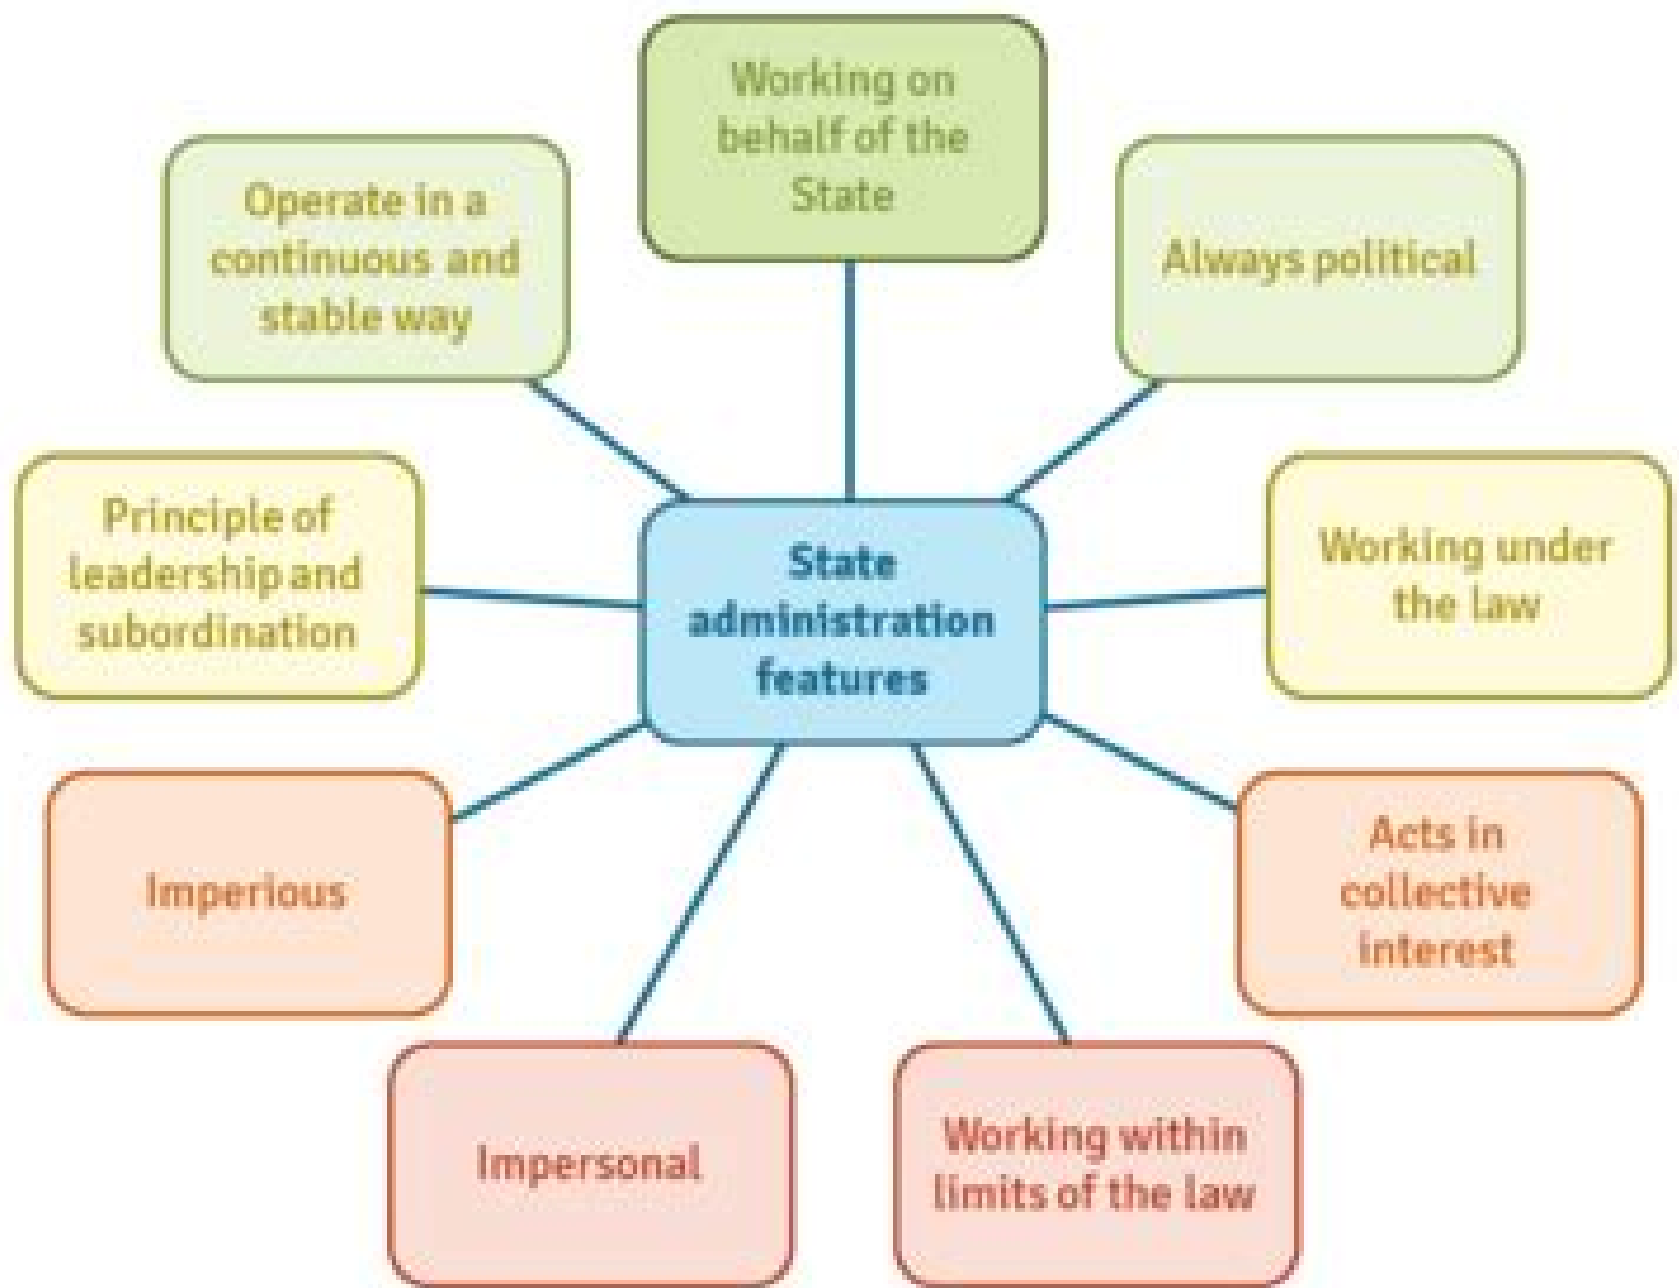 Working on
behalf of the
State
Operate in a
continuous and
stable way
Always political
Principle of
leadership and
subordination
State
administration
features
Working under
the law
Imperious
Acts in
collective
interest
Impersonal
Working within
limits of the law